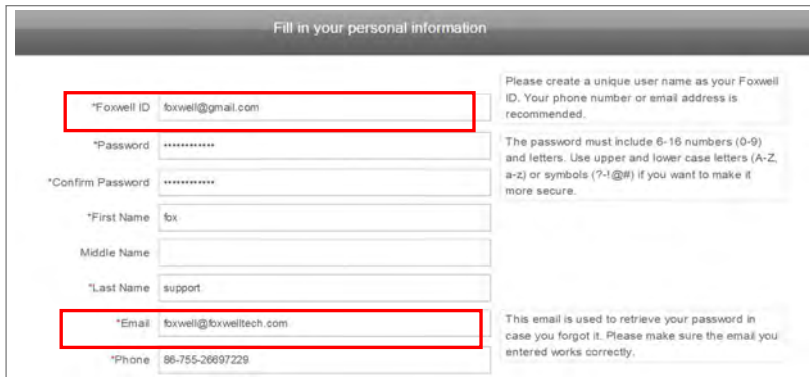 Fill in your personal information
*Foxwell ID foxwell@gmail.com
Please create a unique user name as your Foxwell
ID. Your phone number or email address is
recommended.
*Password ************
The password must include 6-16 numbers (0-9)
and letters. Use upper and lower case letters (A-Z,
a-z) or symbols (?-!@#) if you want to make it
more secure.
*Confirm Password ************
*First Name fox
Middle Name
*Last Name support
*Email foxwell@foxwelltech.com
This email is used to retrieve your password in
case you forgot it. Please make sure the email you
entered works correctly.
*Phone 86-755-26697229